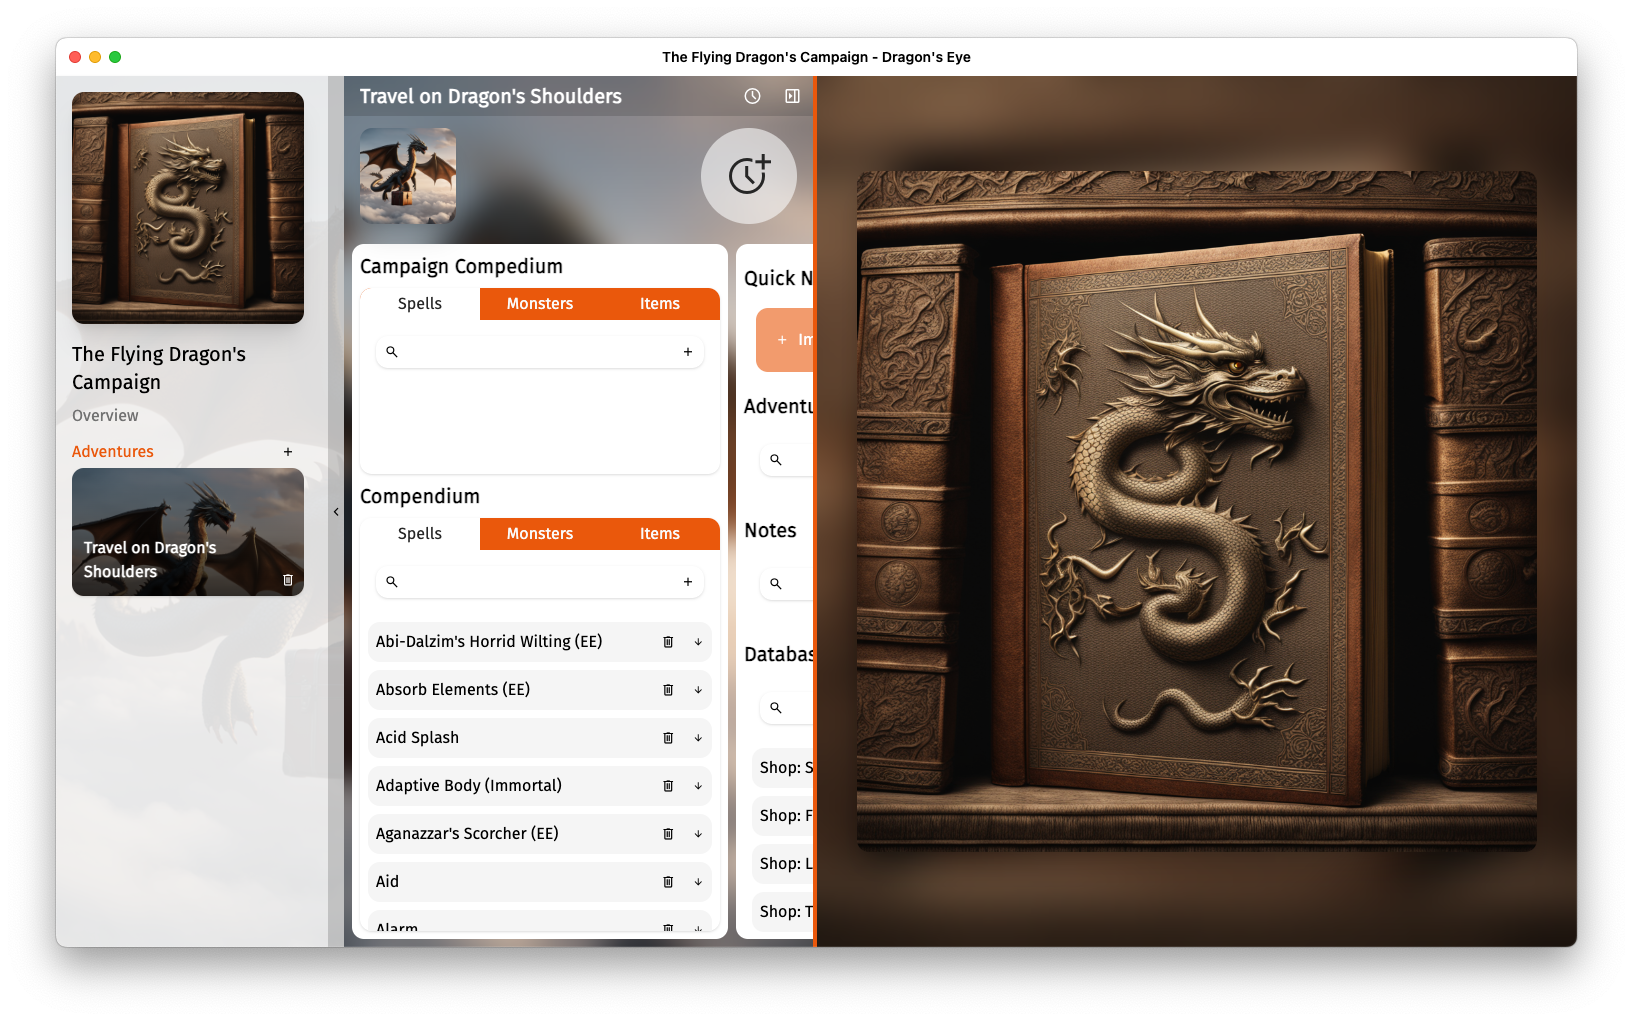 The Flying Dragon's Campaign - Dragon's Eye
The Flying Dragon's
Campaign
Overview
Adventures
Travel on Dragon's
Shoulders
Travel on Dragon's Shoulders
Campaign Compedium
Spells Monsters Items
Compendium
Spells Monsters Items
Abi-Dalzim's Horrid Wilting (EE)
Absorb Elements (EE)
Acid Splash
Adaptive Body (Immortal)
Aganazzar's Scorcher (EE)
Aid
Alarm
Quick N
+ Im
Adventu
Notes
Databas
Shop: S
Shop: F
Shop: L
Shop: T